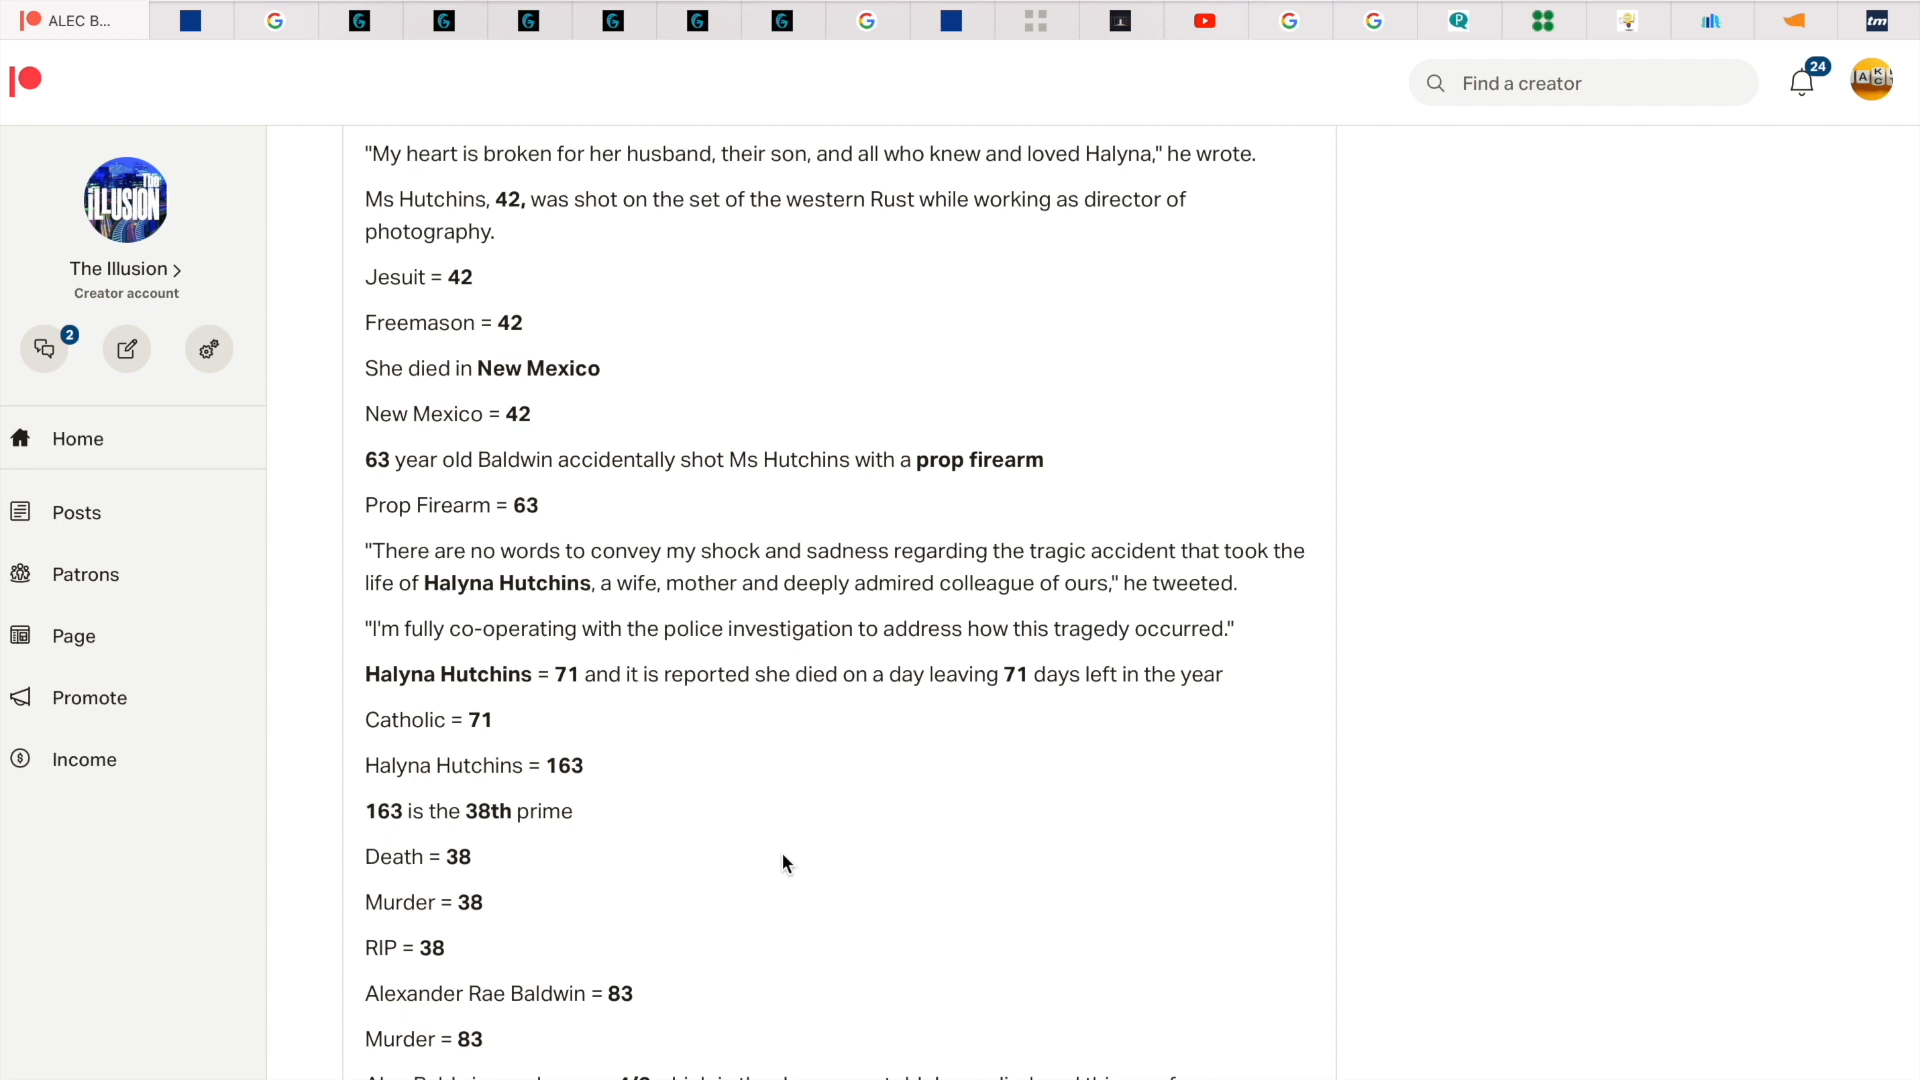 ALEC B...
Find a creator
24
The ILLUSION
The Illusion >
Creator account
2
Home
Posts
Patrons
Page
Promote
Income
"My heart is broken for her husband, their son, and all who knew and loved Halyna," he wrote.
Ms Hutchins, 42, was shot on the set of the western Rust while working as director of
photography.
Jesuit = 42
Freemason = 42
She died in New Mexico
New Mexico = 42
63 year old Baldwin accidentally shot Ms Hutchins with a prop firearm
Prop Firearm = 63
"There are no words to convey my shock and sadness regarding the tragic accident that took the
life of Halyna Hutchins, a wife, mother and deeply admired colleague of ours," he tweeted.
"I'm fully co-operating with the police investigation to address how this tragedy occurred."
Halyna Hutchins = 71 and it is reported she died on a day leaving 71 days left in the year
Catholic = 71
Halyna Hutchins = 163
163 is the 38th prime
Death = 38
Murder = 38
RIP = 38
Alexander Rae Baldwin = 83
Murder = 83